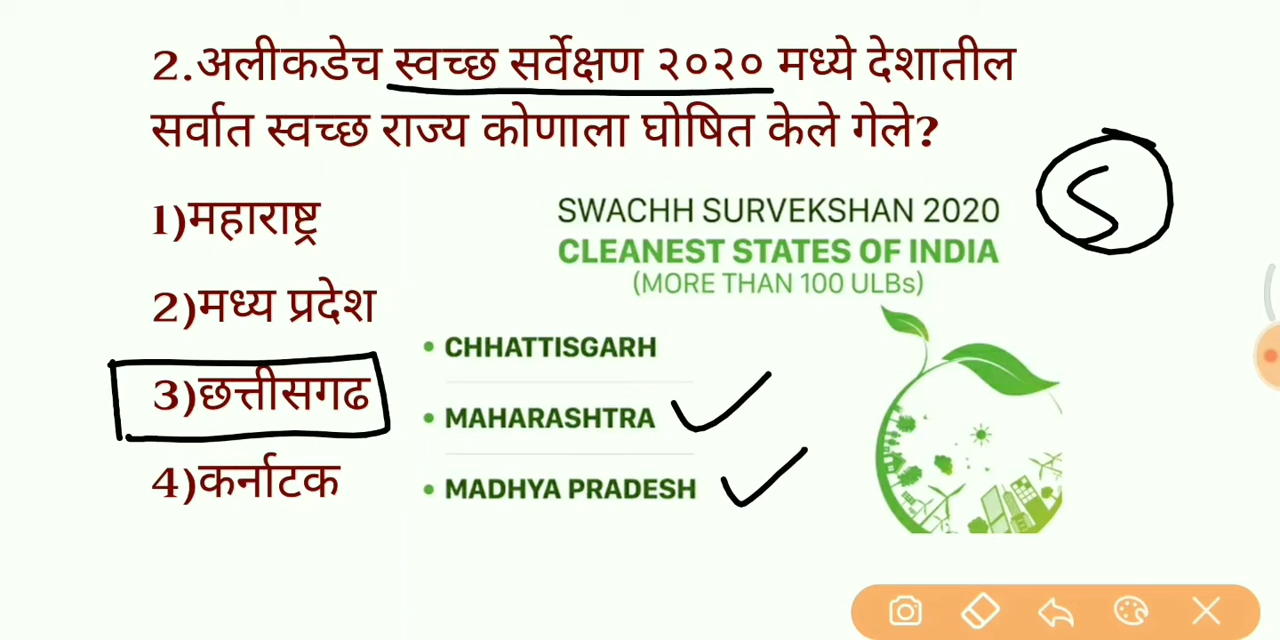 2.अलीकडेच स्वच्छ सर्वेक्षण २०२० मध्ये देशातील
सर्वात स्वच्छ राज्य कोणाला घोषित केले गेले?
1)महाराष्ट्र
2)मध्य प्रदेश
3)छत्तीसगढ
4)कर्नाटक
SWACHH SURVEKSHAN 2020
CLEANEST STATES OF INDIA
(MORE THAN 100 ULBs)
• CHHATTISGARH
• MAHARASHTRA
• MADHYA PRADESH
5